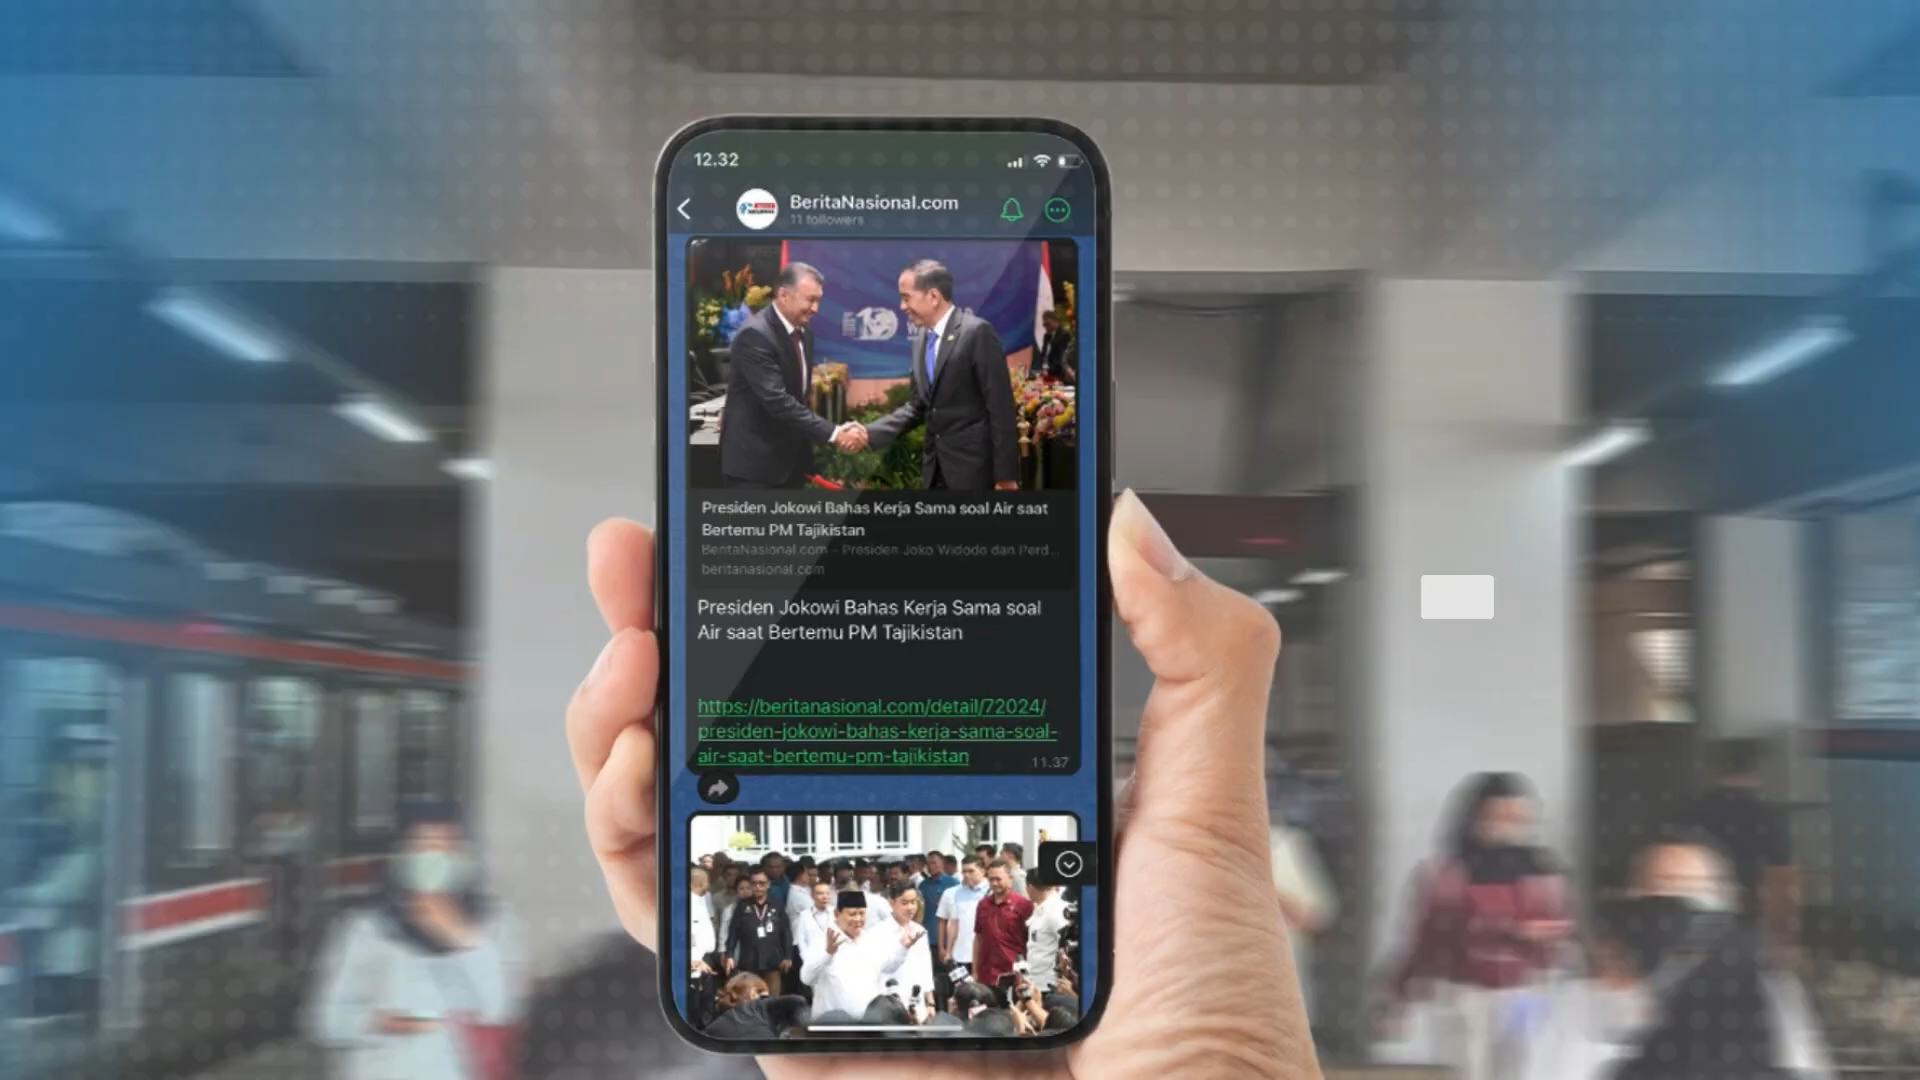 12.32
BeritaNasional.com
11 followers
10
Presiden Jokowi Bahas Kerja Sama soal Air saat
Bertemu PM Tajikistan
BeritaNasional.com - Presiden Joko Widodo dan Perd...
beritanasional.com
Presiden Jokowi Bahas Kerja Sama soal
Air saat Bertemu PM Tajikistan
https://beritanasional.com/detail/72024/
presiden-jokowi-bahas-kerja-sama-soal-
air-saat-bertemu-pm-tajikistan
11.37